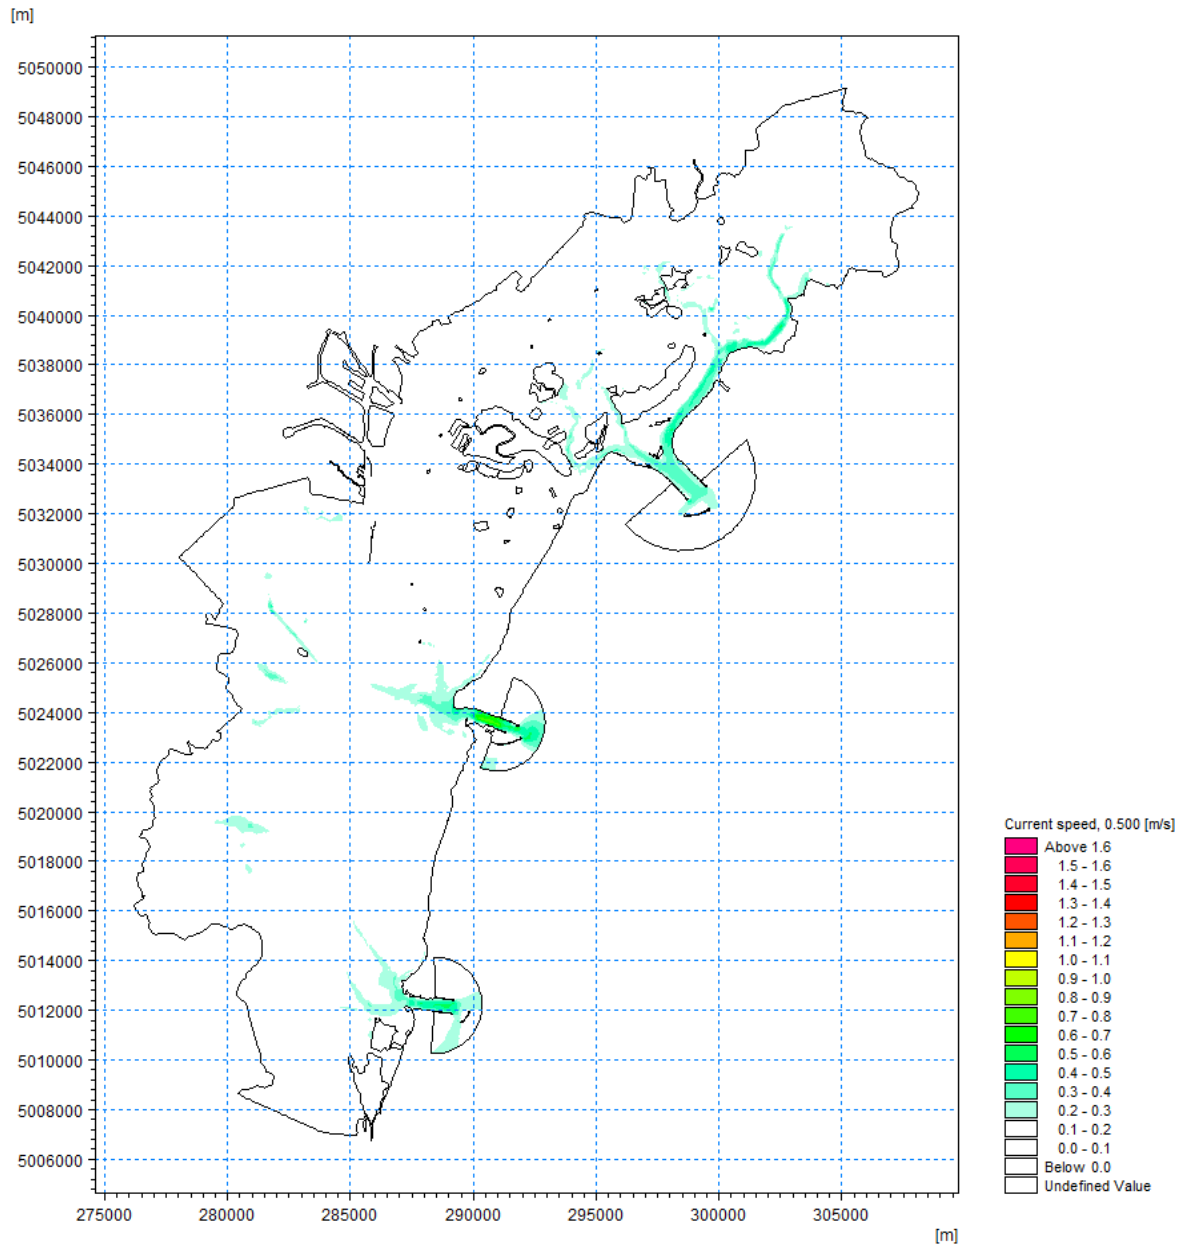 [m]
5050000
5048000
5046000
5044000
5042000
5040000
5038000
5036000
5034000
5032000
5030000
5028000
5026000
5024000
5022000
5020000
5018000
5016000
5014000
5012000
5010000
5008000
5006000
275000 280000 285000 290000 295000 300000 305000
[m]
Current speed, 0.500 [m/s]
Above 1.6
1.5 - 1.6
1.4 - 1.5
1.3 - 1.4
1.2 - 1.3
1.1 - 1.2
1.0 - 1.1
0.9 - 1.0
0.8 - 0.9
0.7 - 0.8
0.6 - 0.7
0.5 - 0.6
0.4 - 0.5
0.3 - 0.4
0.2 - 0.3
0.1 - 0.2
0.0 - 0.1
Below 0.0
Undefined Value